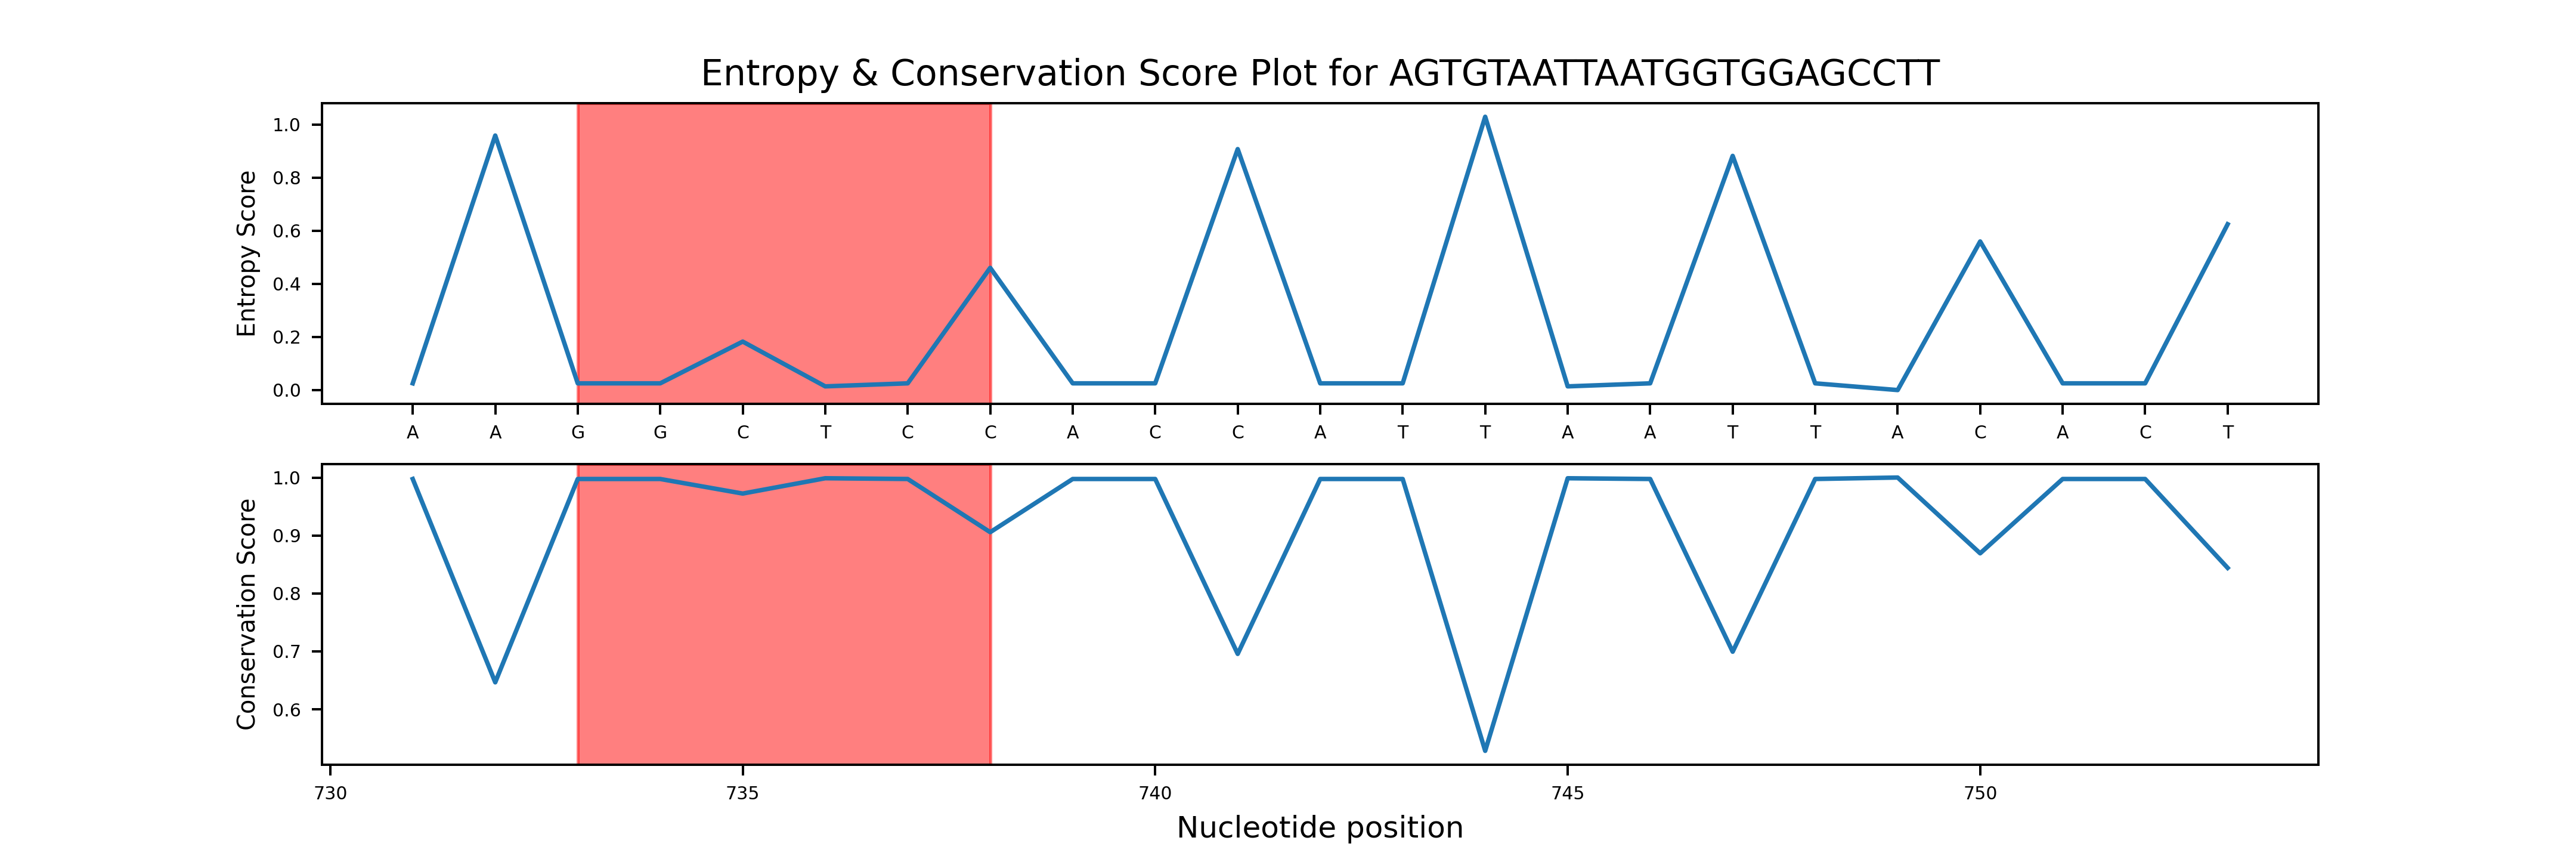 Entropy & Conservation Score Plot for AGTGTAATTAATGGTGGAGCCTT
Entropy Score
1.0
0.8
0.6
0.4
0.2
0.0
A A G G C T C C A C C A T T A A T T A C A C T
Conservation Score
1.0
0.9
0.8
0.7
0.6
730 735 740 745 750
Nucleotide position